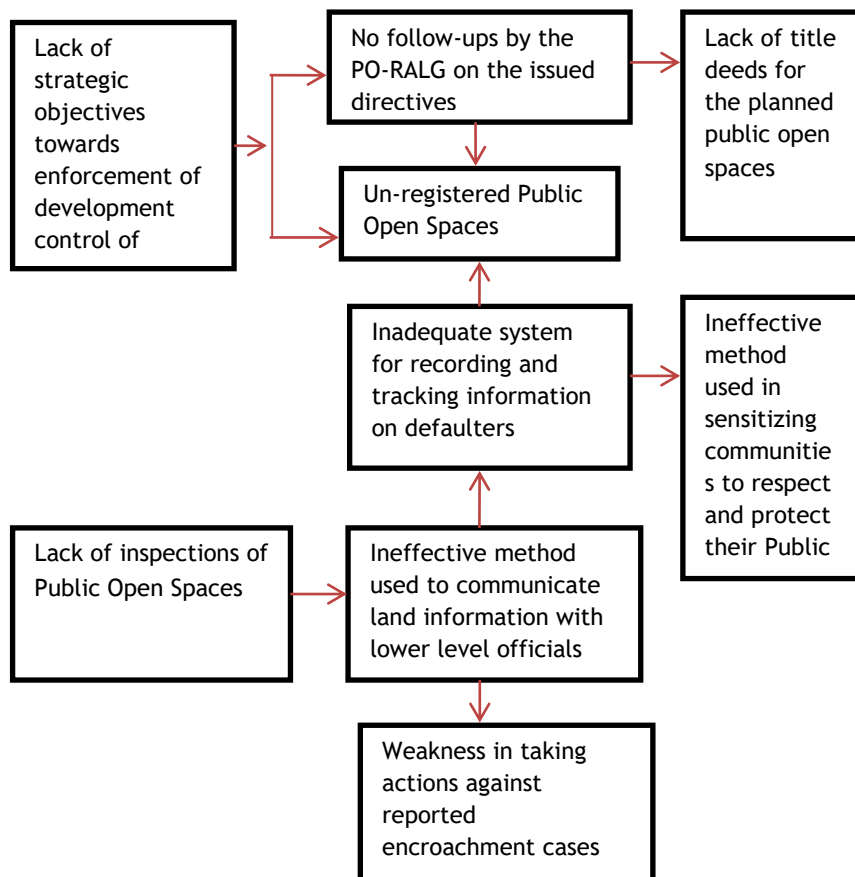 Lack of
strategic
objectives
towards
enforcement of
development
control of
No follow-ups by the
PO-RALG on the issued
directives
Lack of title
deeds for
the planned
public open
spaces
Un-registered Public
Open Spaces
Inadequate system
for recording and
tracking information
on defaulters
Ineffective
method
used in
sensitizing
communitie
s to respect
and protect
their Public
Lack of inspections of
Public Open Spaces
Ineffective method
used to communicate
land information with
lower level officials
Weakness in taking
actions against
reported
encroachment cases